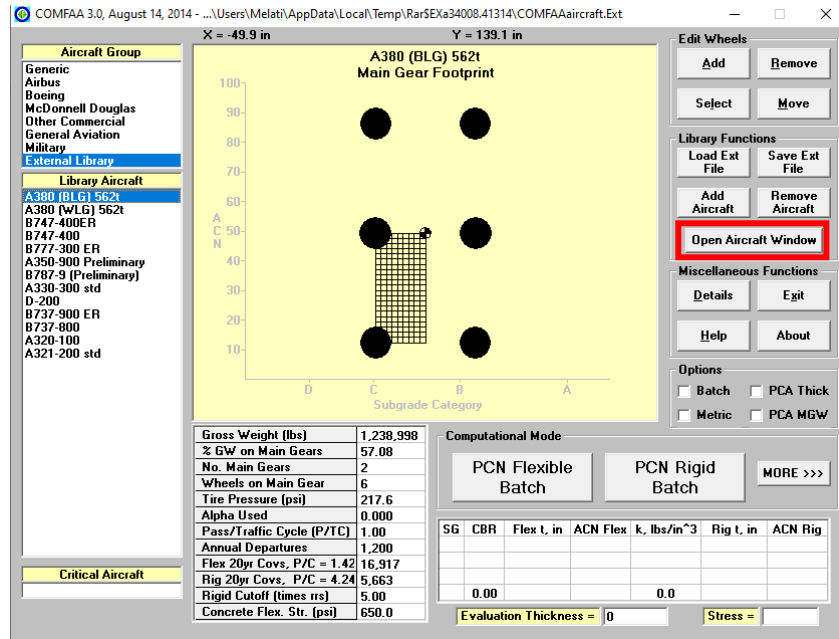 COMFAA 3.0, August 14, 2014 - ...\Users\Melati\AppData\Local\Temp\Rar$EXa34008.41314\COMFAAaircraft.Ext
X = -49.9 in Y = 139.1 in
Aircraft Group
Generic
Airbus
Boeing
McDonnell Douglas
Other Commercial
General Aviation
Military
External Library
Library Aircraft
A380 (BLG) 562t
A380 (WLG) 562t
B747-400ER
B747-400
B777-300 ER
A350-900 Preliminary
B787-9 (Preliminary)
A330-300 std
D-200
B737-900 ER
B737-800
A320-100
A321-200 std
Critical Aircraft
A380 (BLG) 562t
Main Gear Footprint
100
90
80
70
60
50
40
30
20
10
A
C
N
D C B A
Subgrade Category
Gross Weight (lbs) 1,238,998
% GW on Main Gears 57.08
No. Main Gears 2
Wheels on Main Gear 6
Tire Pressure (psi) 217.6
Alpha Used 0.000
Pass/Traffic Cycle (P/TC) 1.00
Annual Departures 1,200
Flex 20yr Covs, P/C = 1.42 16,917
Rig 20yr Covs, P/C = 4.24 5,663
Rigid Cutoff (times rrs) 5.00
Concrete Flex. Str. (psi) 650.0
Edit Wheels
Add Remove
Select Move
Library Functions
Load Ext
File
Save Ext
File
Add
Aircraft
Remove
Aircraft
Open Aircraft Window
Miscellaneous Functions
Details Exit
Help About
Options
Batch PCA Thick
Metric PCA MGW
Computational Mode
PCN Flexible
Batch
PCN Rigid
Batch
MORE >>>
SG CBR Flex t, in ACN Flex k, lbs/in^3 Rig t, in ACN Rig
0.00 0.0
Evaluation Thickness = 0 Stress =